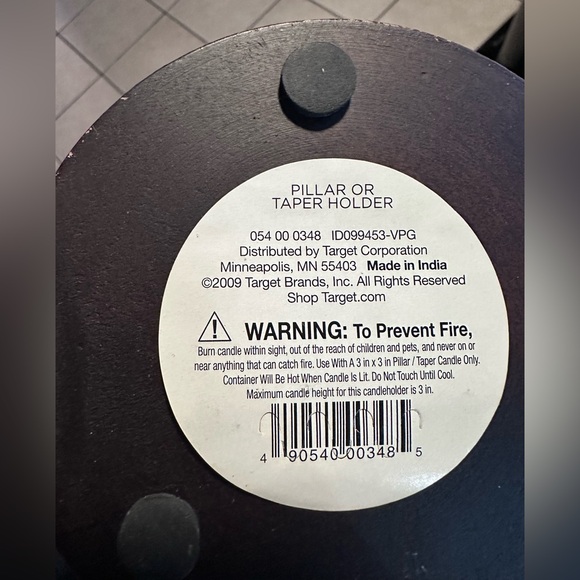 PILLAR OR
TAPER HOLDER
054 00 0348 ID099453-VPG
Distributed by Target Corporation
Minneapolis, MN 55403 Made in India
©2009 Target Brands, Inc. All Rights Reserved
Shop Target.com
WARNING: To Prevent Fire,
Burn candle within sight, out of the reach of children and pets, and never on or
near anything that can catch fire. Use With A 3 in x 3 in Pillar / Taper Candle Only.
Container Will Be Hot When Candle Is Lit. Do Not Touch Until Cool.
Maximum candle height for this candleholder is 3 in.
4 90540 00348 5